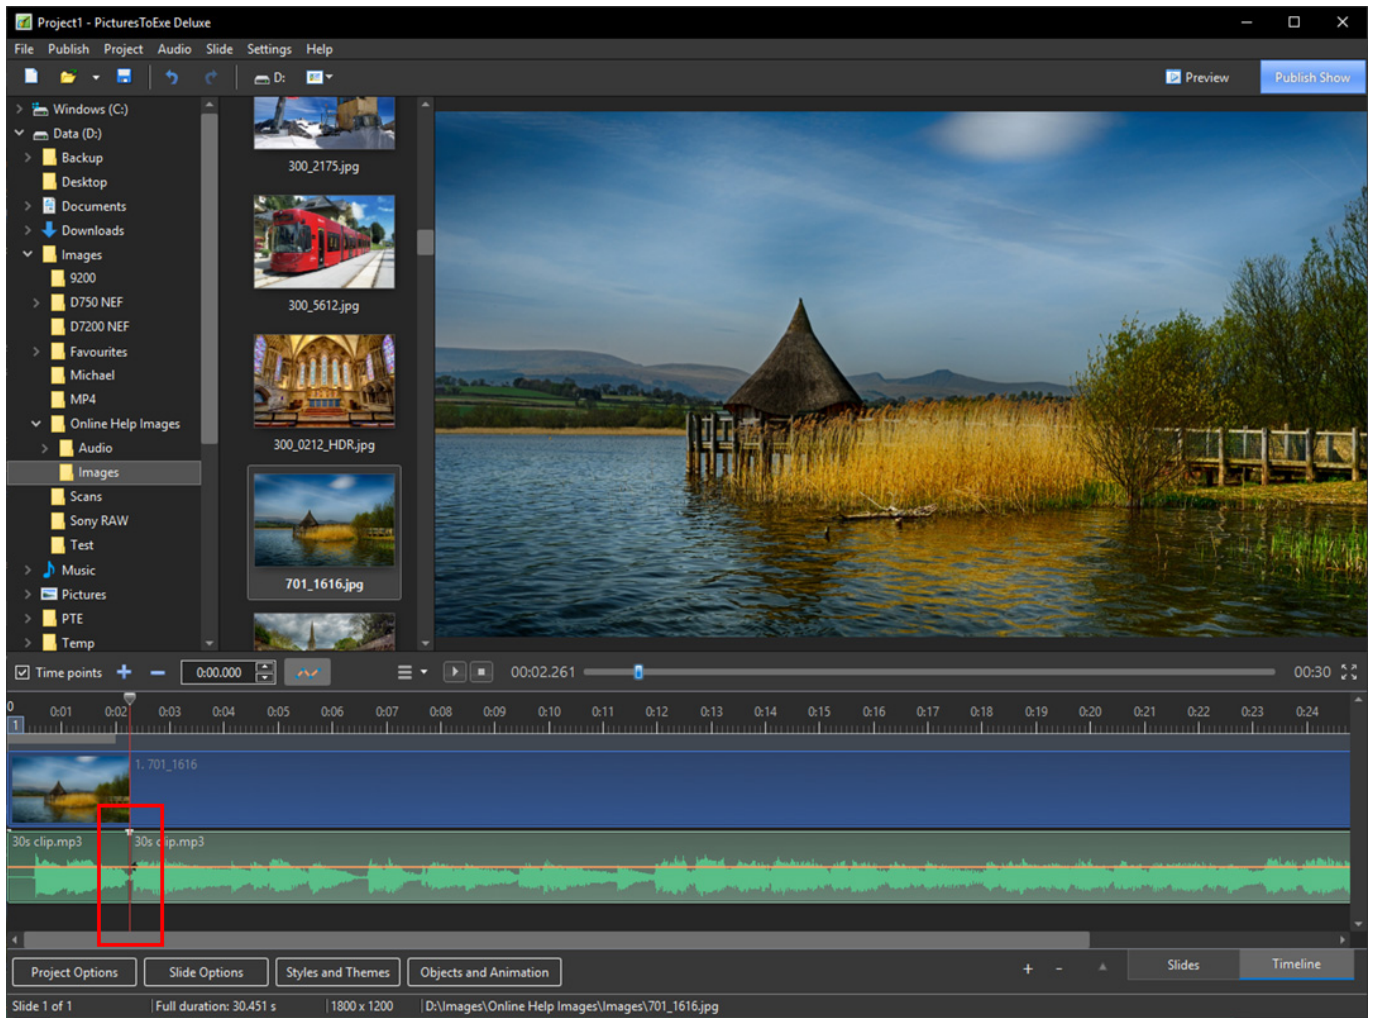 Project1 - PicturesToExe Deluxe
File Publish Project Audio Slide Settings Help
D:
Preview
Publish Show
Windows (C:)
Data (D:)
Backup
Desktop
Documents
Downloads
Images
9200
D750 NEF
D7200 NEF
Favourites
Michael
MP4
Online Help Images
Audio
Images
Scans
Sony RAW
Test
Music
Pictures
PTE
Temp
300_2175.jpg
300_5612.jpg
300_0212_HDR.jpg
701_1616.jpg
Time points
0:00.000
00:02.261
00:30
0 0:01 0:02 0:03 0:04 0:05 0:06 0:07 0:08 0:09 0:10 0:11 0:12 0:13 0:14 0:15 0:16 0:17 0:18 0:19 0:20 0:21 0:22 0:23 0:24
1
1. 701_1616
30s clip.mp3 30s clip.mp3
Project Options Slide Options Styles and Themes Objects and Animation + - Slides Timeline
Slide 1 of 1 Full duration: 30.451 s 1800 x 1200 D:\Images\Online Help Images\Images\701_1616.jpg